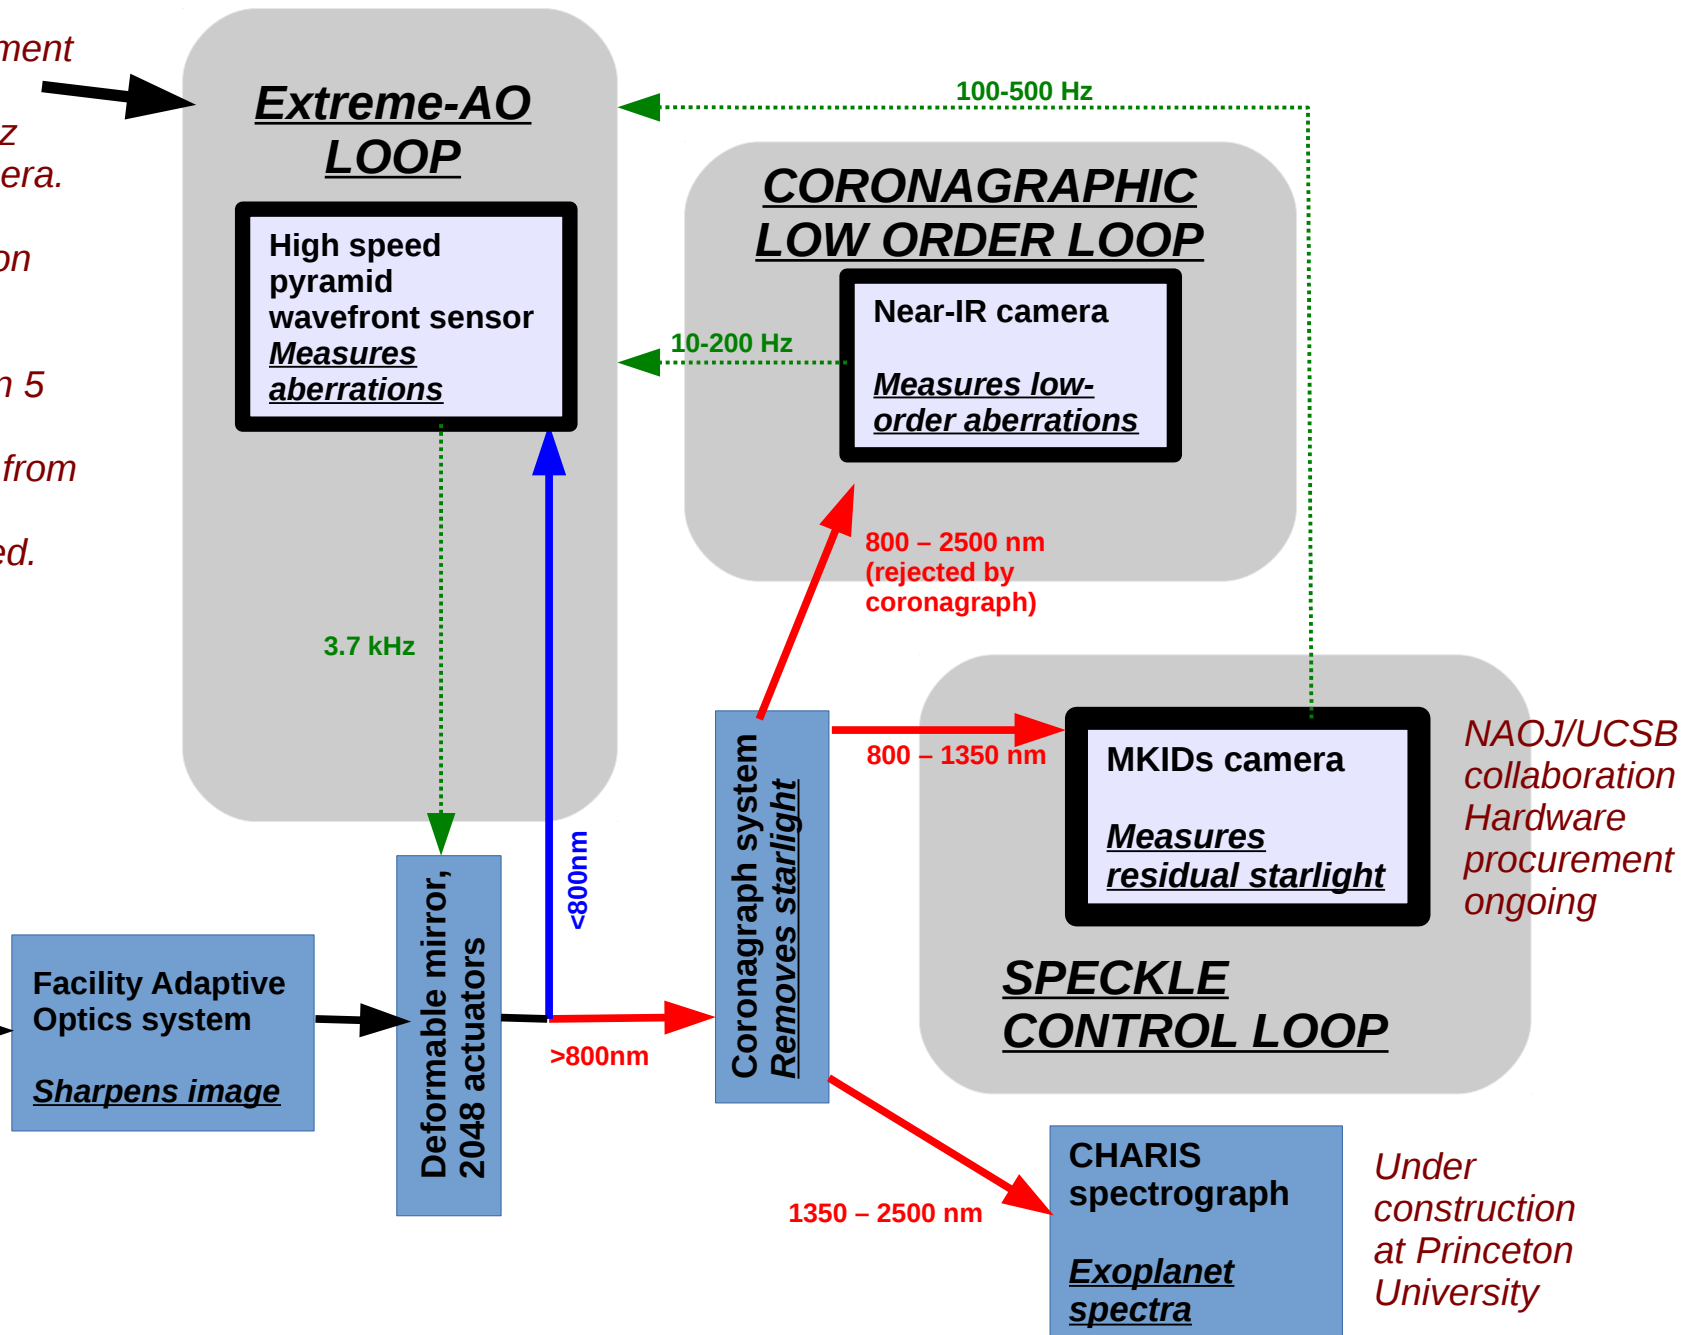 ment
z
era.
on
n 5
from
ed.
Extreme-AO
LOOP
High speed
pyramid
wavefront sensor
Measures
aberrations
100-500 Hz
CORONAGRAPHIC
LOW ORDER LOOP
Near-IR camera
Measures low-
order aberrations
10-200 Hz
800 – 2500 nm
(rejected by
coronagraph)
3.7 kHz
<800nm
>800nm
Facility Adaptive
Optics system
Sharpens image
Deformable mirror,
2048 actuators
Coronagraph system
Removes starlight
800 – 1350 nm
MKIDs camera
Measures
residual starlight
SPECKLE
CONTROL LOOP
NAOJ/UCSB
collaboration
Hardware
procurement
ongoing
1350 – 2500 nm
CHARIS
spectrograph
Exoplanet
spectra
Under
construction
at Princeton
University